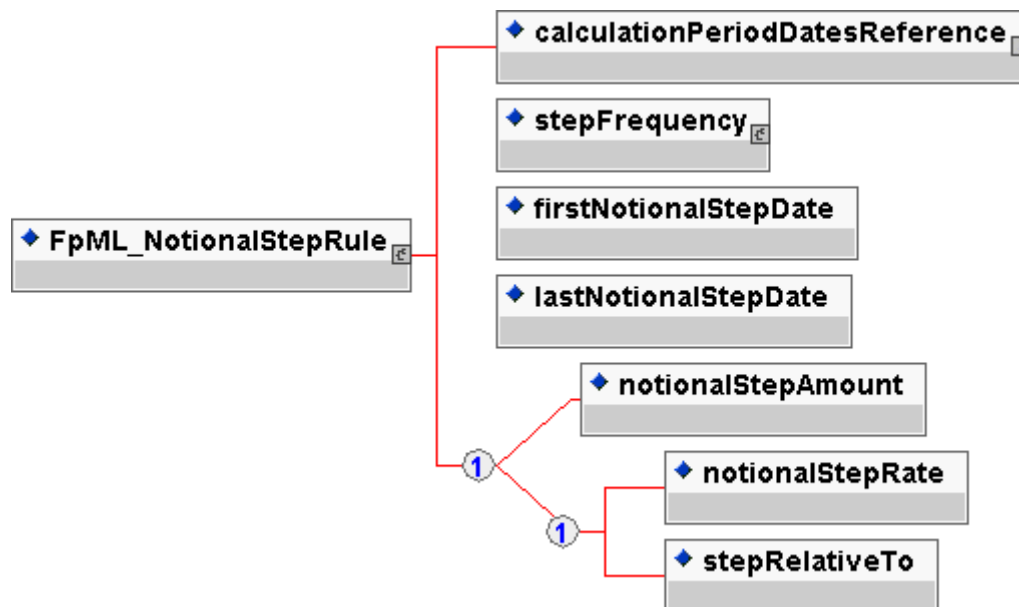 calculationPeriodDatesReference
stepFrequency
firstNotionalStepDate
FpML_NotionalStepRule
lastNotionalStepDate
notionalStepAmount
1
notionalStepRate
1
stepRelativeTo